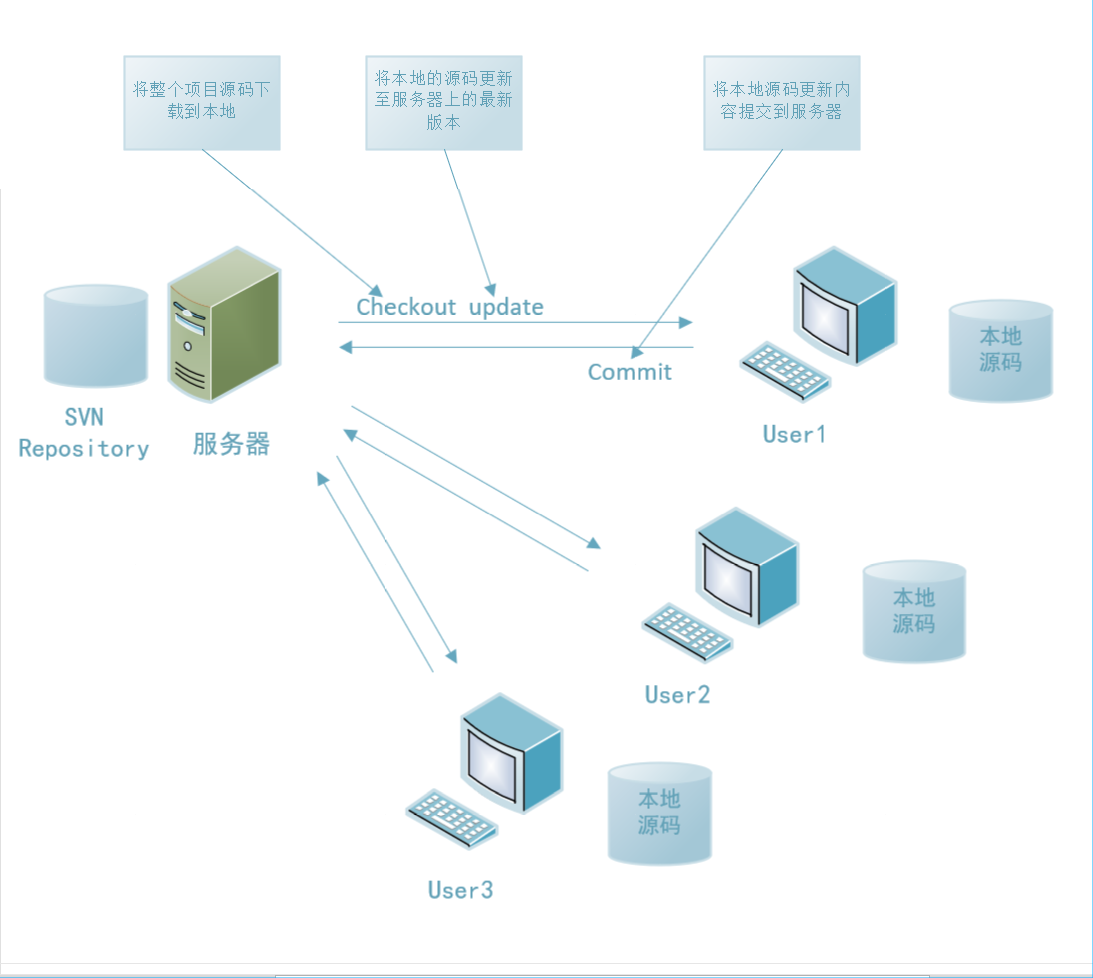 将整个项目源码下
载到本地
将本地的源码更新
至服务器上的最新
版本
将本地源码更新内
容提交到服务器
Checkout update
Commit
SVN
Repository
服务器
User1
本地
源码
User2
本地
源码
User3
本地
源码